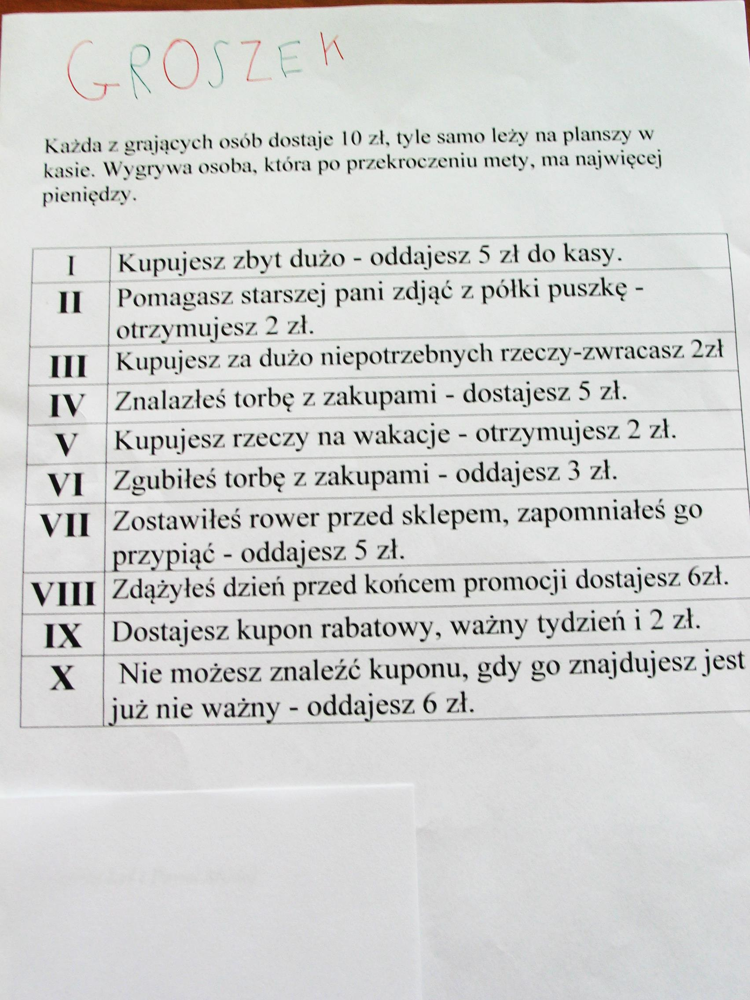 GROSZEK
Każda z grających osób dostaje 10 zł, tyle samo leży na planszy w
kasie. Wygrywa osoba, która po przekroczeniu mety, ma najwięcej
pieniędzy.
I Kupujesz zbyt dużo - oddajesz 5 zł do kasy.
II Pomagasz starszej pani zdjąć z półki puszkę -
otrzymujesz 2 zł.
III Kupujesz za dużo niepotrzebnych rzeczy-zwracasz 2zł
IV Znalazłeś torbę z zakupami - dostajesz 5 zł.
V Kupujesz rzeczy na wakacje - otrzymujesz 2 zł.
VI Zgubiłeś torbę z zakupami - oddajesz 3 zł.
VII Zostawiłeś rower przed sklepem, zapomniałeś go
przypiąć - oddajesz 5 zł.
VIII Zdążyłeś dzień przed końcem promocji dostajesz 6zł.
IX Dostajesz kupon rabatowy, ważny tydzień i 2 zł.
X Nie możesz znaleźć kuponu, gdy go znajdujesz jest
już nie ważny - oddajesz 6 zł.